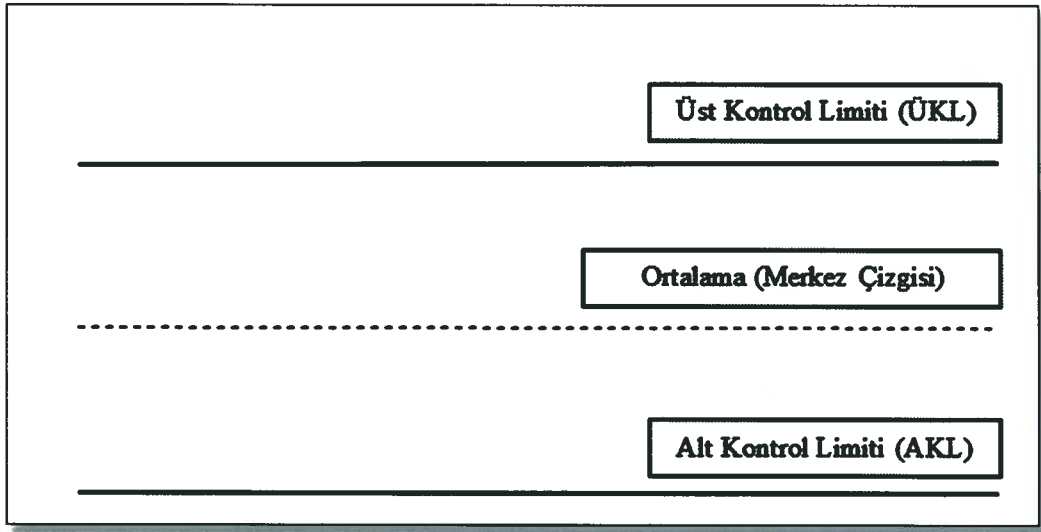 Üst Kontrol Limiti (ÜKL)
Ortalama (Merkez Çizgisi)
Alt Kontrol Limiti (AKL)